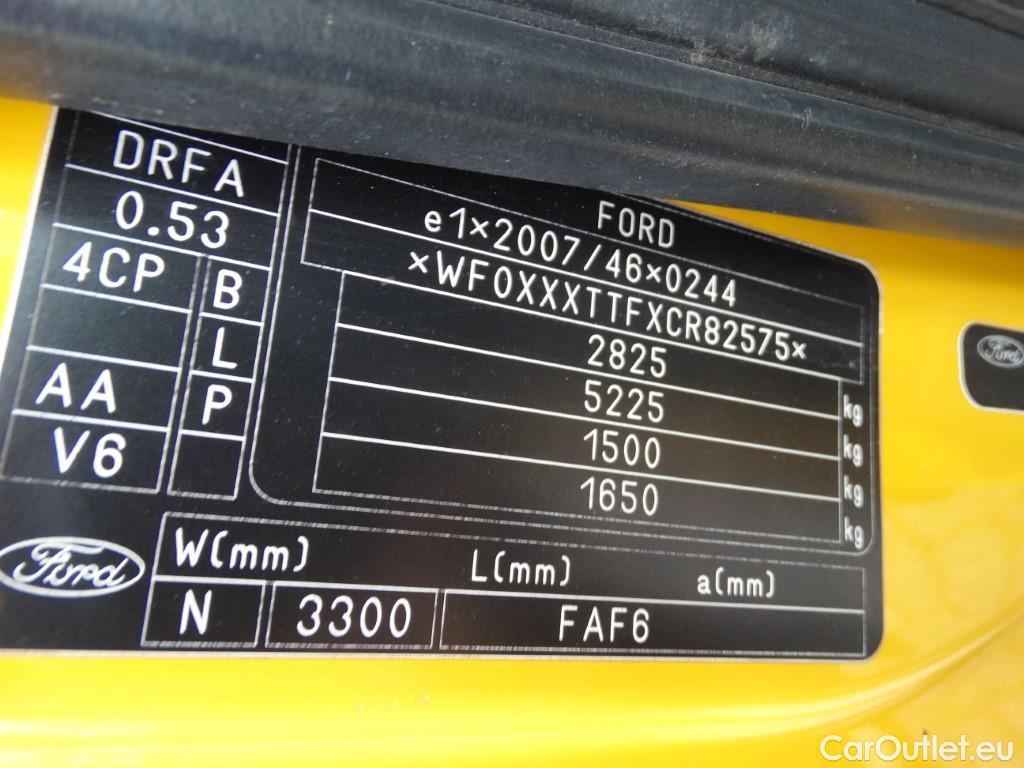 DRFA
0.53
4CP B
L
AA P
V6
FORD
e1×2007/46×0244
×WF0XXXTTFXCR82575×
2825 kg
5225 kg
1500 kg
1650 kg
Ford
W(mm) L(mm) a(mm)
N 3300 FAF6
Ford
CarOutlet.eu